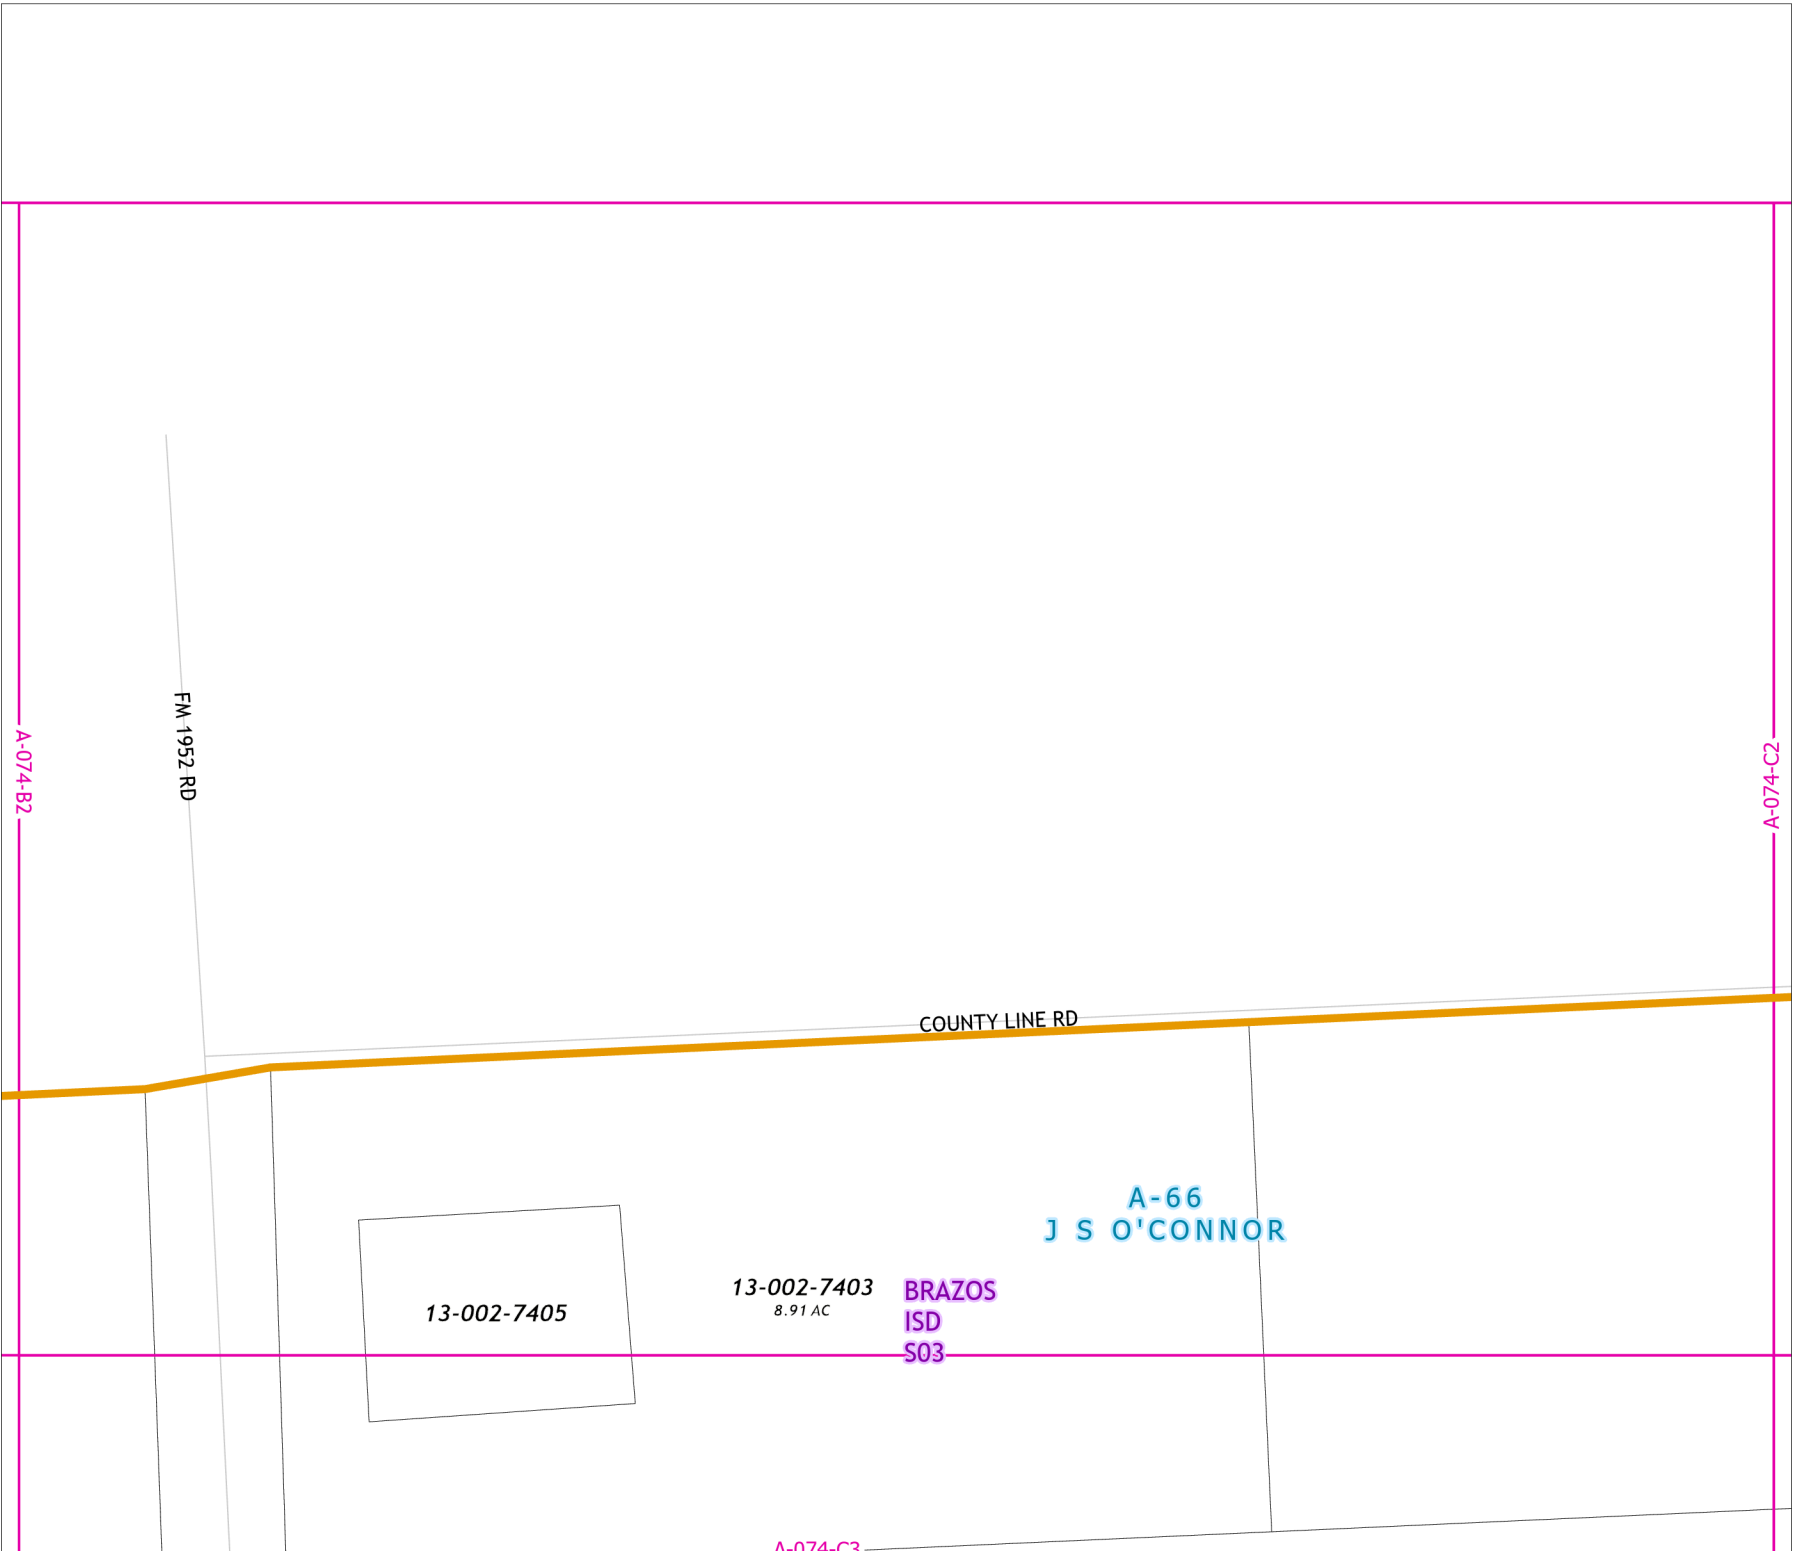 FM 1952 RD
A-074-B2
A-074-C2
COUNTY LINE RD
A-66
J S O'CONNOR
13-002-7403
8.91 AC
BRAZOS
ISD
S03
13-002-7405
A-074-C3